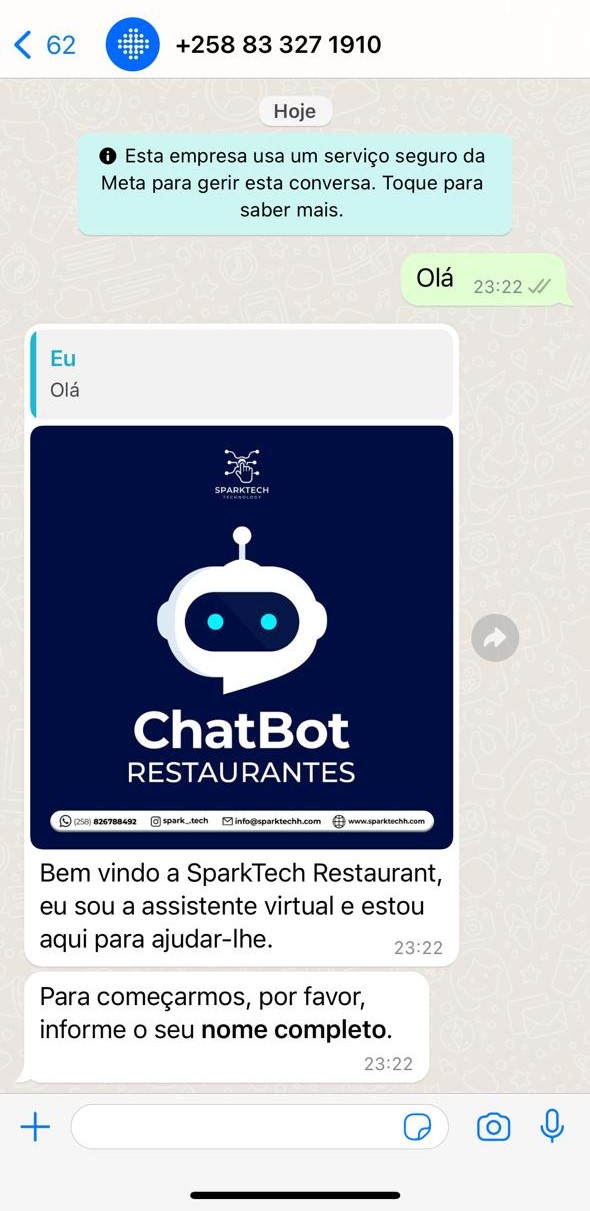 62
+258 83 327 1910
Hoje
Esta empresa usa um serviço seguro da
Meta para gerir esta conversa. Toque para
saber mais.
Olá 23:22
Eu
Olá
SPARKTECH
TECHNOLOGY
ChatBot
RESTAURANTES
(258) 826788492 spark_.tech info@sparktechh.com www.sparktechh.com
Bem vindo a SparkTech Restaurant,
eu sou a assistente virtual e estou
aqui para ajudar-lhe. 23:22
Para começarmos, por favor,
informe o seu nome completo.
23:22